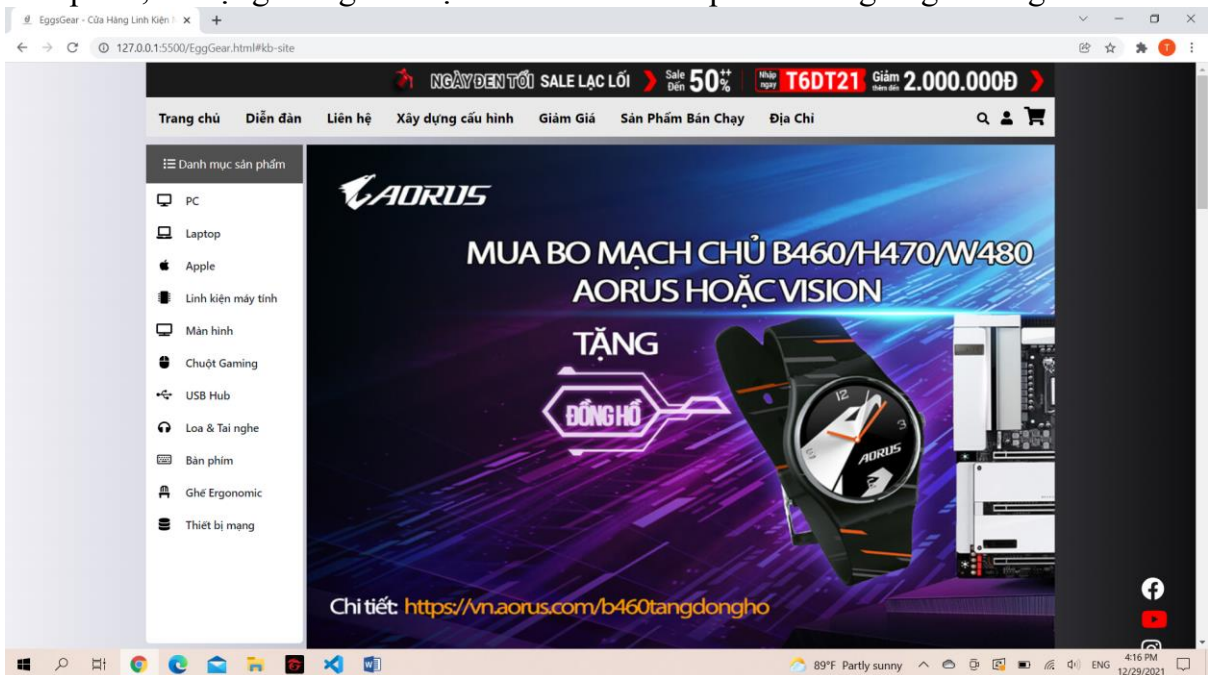 EggsGear - Cửa Hàng Linh Kiện
127.0.0.1:5500/EggGear.html#kb-site
NGÀY ĐEN TỐI SALE LẠC LỐI Sale Đến 50%++ Nhập ngay T6DT21 Giảm thêm đến 2.000.000Đ
Trang chủ Diễn đàn Liên hệ Xây dựng cấu hình Giảm Giá Sản Phẩm Bán Chạy Địa Chỉ
Danh mục sản phẩm
PC
Laptop
Apple
Linh kiện máy tính
Màn hình
Chuột Gaming
USB Hub
Loa & Tai nghe
Bàn phím
Ghế Ergonomic
Thiết bị mạng
AORUS
MUA BO MẠCH CHỦ B460/H470/W480
AORUS HOẶC VISION
TẶNG
ĐỒNG HỒ
12
3
AORUS
Chi tiết: https://vn.aorus.com/b460tangdongho
89°F Partly sunny ENG 4:16 PM
12/29/2021